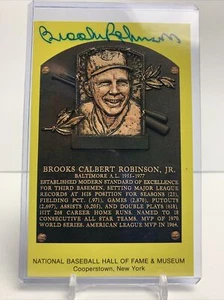 Brooks Robinson
BROOKS CALBERT ROBINSON, JR.
BALTIMORE A.L. 1955-1977
ESTABLISHED MODERN STANDARD OF EXCELLENCE
FOR THIRD BASEMEN, SETTING MAJOR LEAGUE
RECORDS AT HIS POSITION FOR SEASONS (23),
FIELDING PCT. (.971), GAMES (2,870), PUTOUTS
(2,697), ASSISTS (6,205), AND DOUBLE PLAYS (618).
HIT 268 CAREER HOME RUNS. NAMED TO 18
CONSECUTIVE ALL STAR TEAMS. MVP OF 1970
WORLD SERIES. AMERICAN LEAGUE MVP IN 1964.
NATIONAL BASEBALL HALL OF FAME & MUSEUM
Cooperstown, New York